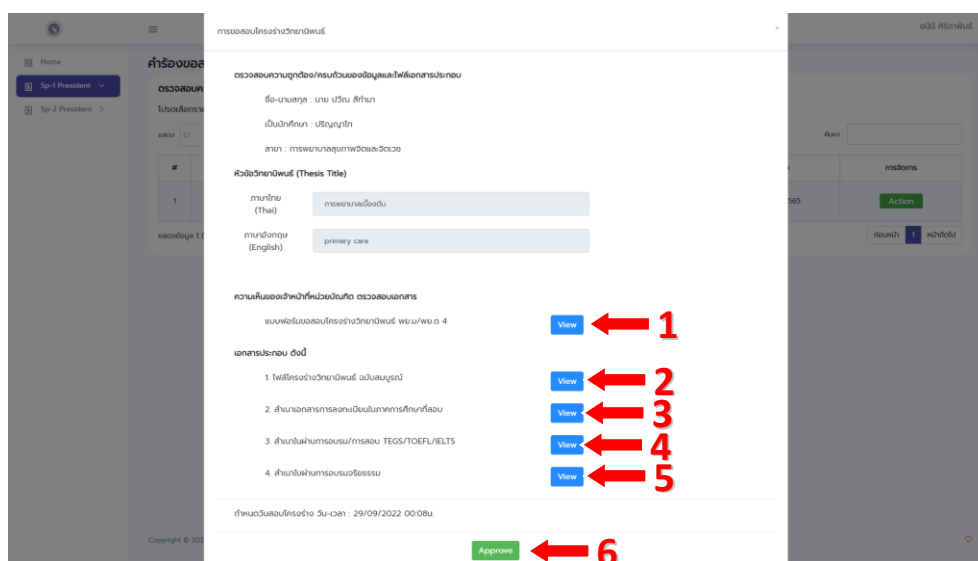 การขอสอบโครงร่างวิทยานิพนธ์
×
ชนินี ศิริภาพันธ์
Home
คำร้องขอส
ตรวจสอบความถูกต้อง/ครบถ้วนของข้อมูลและไฟล์เอกสารประกอบ
Sp-1 President
ตรวจสอบคว
ชื่อ-นามสกุล : นาย ปวีณ สีทำมา
Sp-2 President
โปรดเลือกราย
เป็นนักศึกษา : ปริญญาโท
แสดง 10
ค้นหา :
สาขา : การพยาบาลสุขภาพจิตและจิตเวช
#
การจัดการ
หัวข้อวิทยานิพนธ์ (Thesis Title)
1
565
Action
ภาษาไทย
(Thai)
การพยาบาลเบื้องต้น
แสดงข้อมูล 1 ถึ
ก่อนหน้า 1 หน้าถัดไป
ภาษาอังกฤษ
(English)
primary care
ความเห็นของเจ้าหน้าที่หน่วยบัณฑิต ตรวจสอบเอกสาร
แบบฟอร์มขอสอบโครงร่างวิทยานิพนธ์ พย.ม/พย.ด 4
View
1
เอกสารประกอบ ดังนี้
1. ไฟล์โครงร่างวิทยานิพนธ์ ฉบับสมบูรณ์
View
2
2. สำเนาเอกสารการลงทะเบียนในภาคการศึกษาที่สอบ
View
3
3. สำเนาใบผ่านการอบรม/การสอบ TEGS/TOEFL/IELTS
View
4
4. สำเนาใบผ่านการอบรมจริยธรรม
View
5
กำหนดวันสอบโครงร่าง วัน-เวลา : 29/09/2022 00:08น.
Copyright © 202
Approve
6